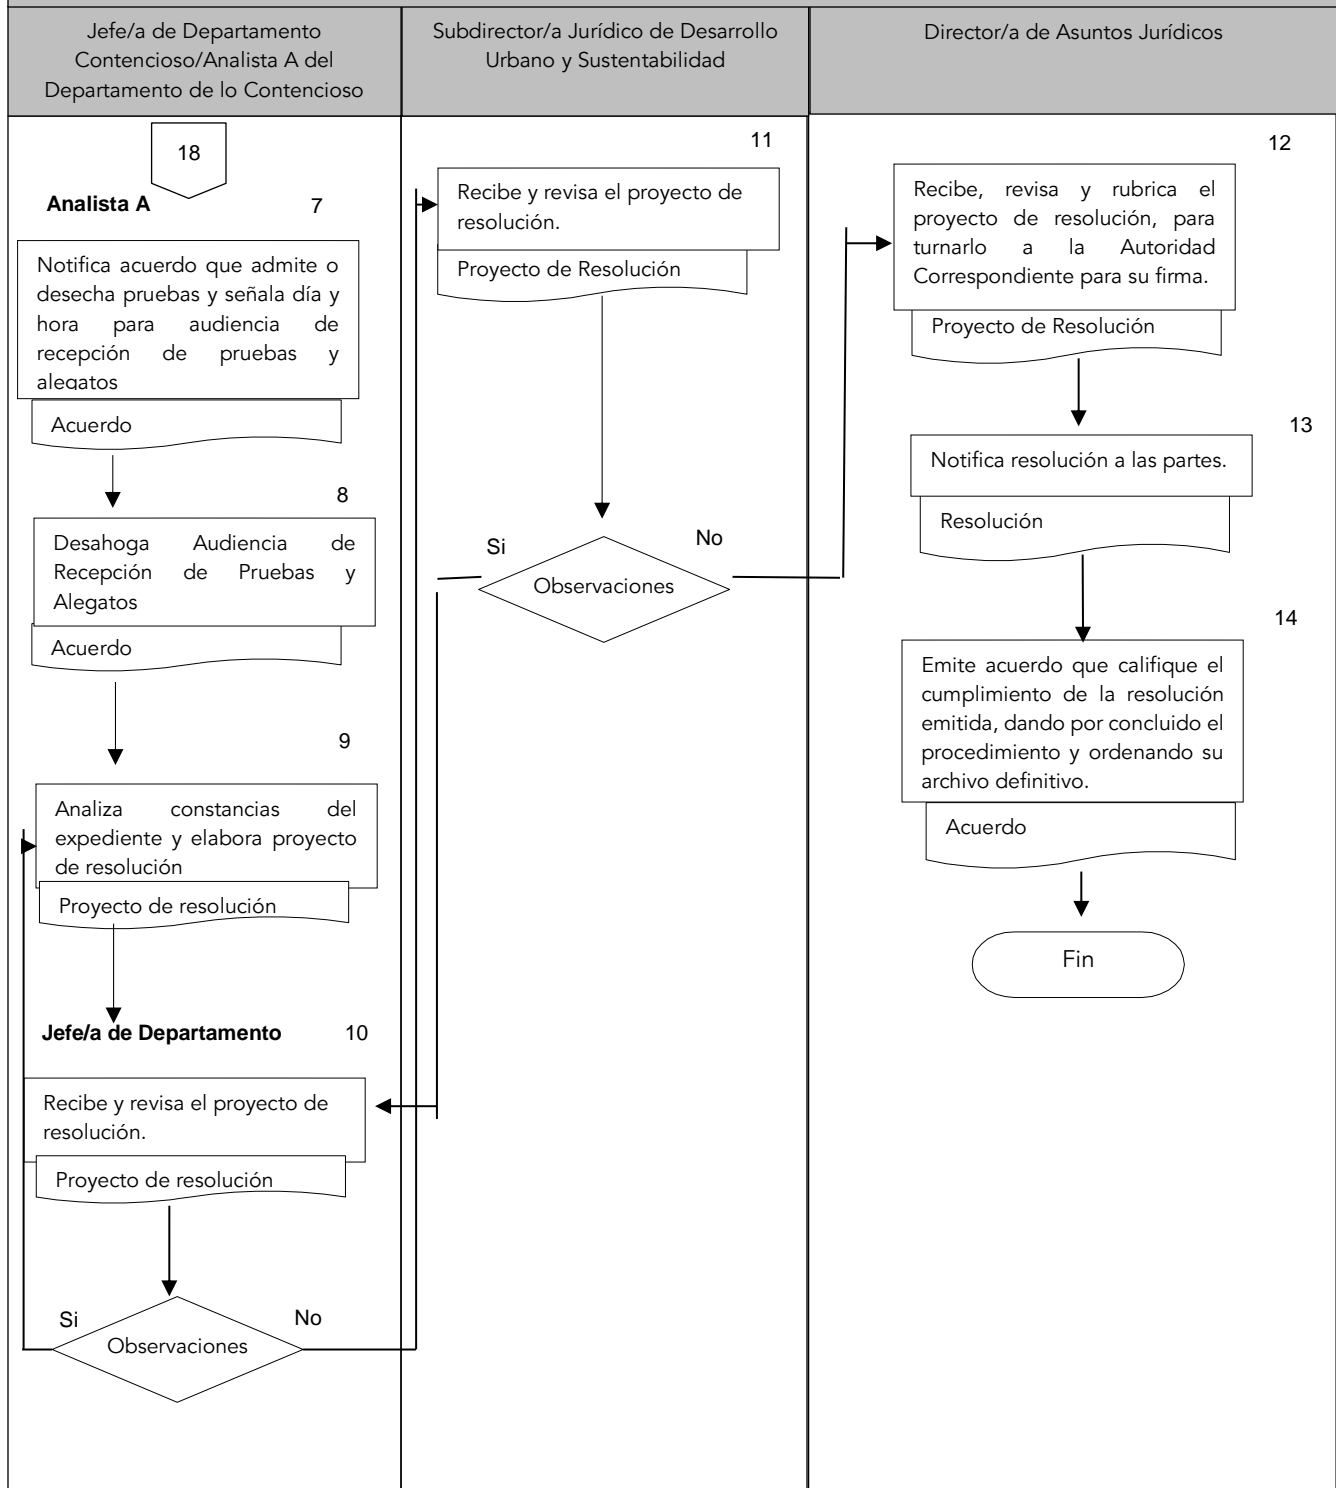 Jefe/a de Departamento
Contencioso/Analista A del
Departamento de lo Contencioso
Subdirector/a Jurídico de Desarrollo
Urbano y Sustentabilidad
Director/a de Asuntos Jurídicos
18
Analista A
7
Notifica acuerdo que admite o
desecha pruebas y señala día y
hora para audiencia de
recepción de pruebas y
alegatos
Acuerdo
8
Desahoga Audiencia de
Recepción de Pruebas y
Alegatos
Acuerdo
9
Analiza constancias del
expediente y elabora proyecto
de resolución
Proyecto de resolución
Jefe/a de Departamento
10
Recibe y revisa el proyecto de
resolución.
Proyecto de resolución
Si
No
Observaciones
11
Recibe y revisa el proyecto de
resolución.
Proyecto de Resolución
Si
No
Observaciones
12
Recibe, revisa y rubrica el
proyecto de resolución, para
turnarlo a la Autoridad
Correspondiente para su firma.
Proyecto de Resolución
13
Notifica resolución a las partes.
Resolución
14
Emite acuerdo que califique el
cumplimiento de la resolución
emitida, dando por concluido el
procedimiento y ordenando su
archivo definitivo.
Acuerdo
Fin